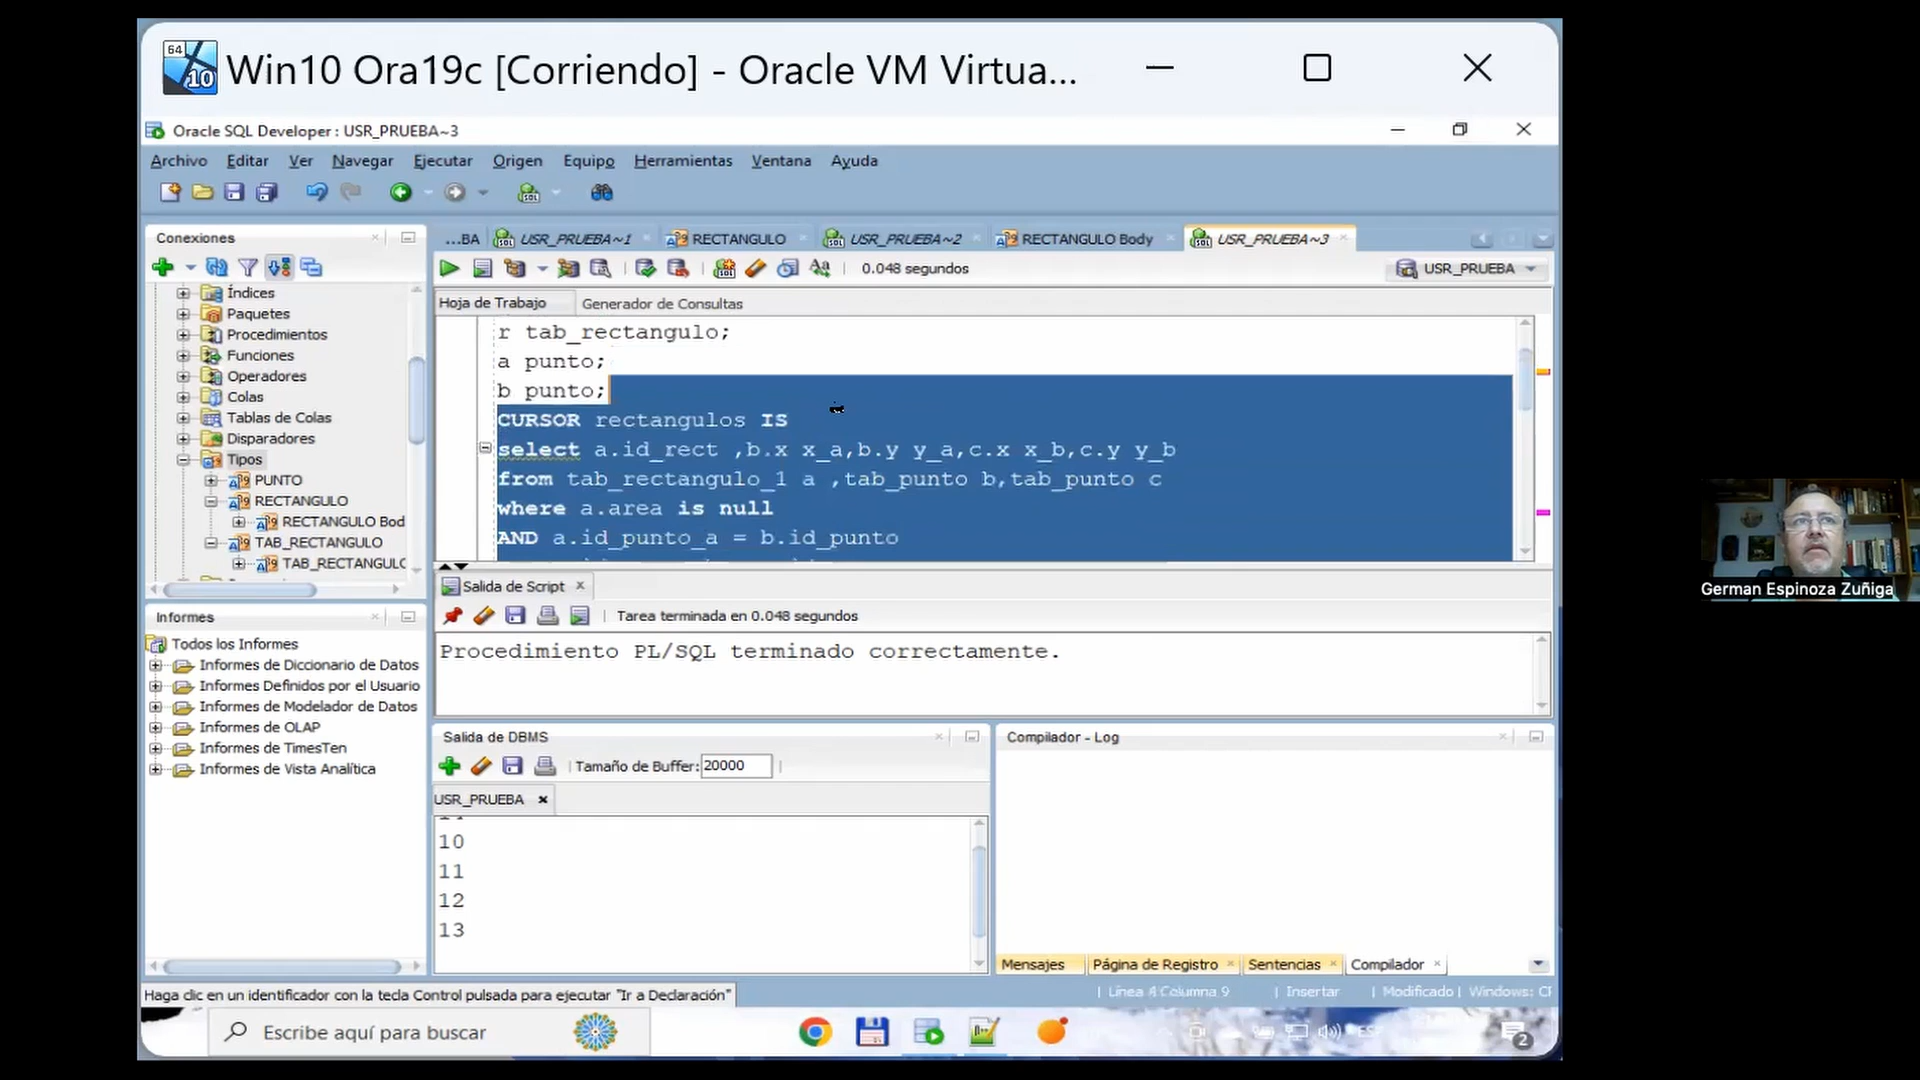 64
10
Win10 Ora19c [Corriendo] - Oracle VM Virtua...
Oracle SQL Developer : USR_PRUEBA~3
Archivo Editar Ver Navegar Ejecutar Origen Equipo Herramientas Ventana Ayuda
Conexiones
...BA USR_PRUEBA~1 RECTANGULO USR_PRUEBA~2 RECTANGULO Body USR_PRUEBA~3
0.048 segundos
USR_PRUEBA
Hoja de Trabajo Generador de Consultas
Índices
Paquetes
Procedimientos
Funciones
Operadores
Colas
Tablas de Colas
Disparadores
Tipos
PUNTO
RECTANGULO
RECTANGULO Bod
TAB_RECTANGULO
TAB_RECTANGULO
r tab_rectangulo;
a punto;
b punto;
CURSOR rectangulos IS
select a.id_rect ,b.x x_a,b.y y_a,c.x x_b,c.y y_b
from tab_rectangulo_1 a ,tab_punto b,tab_punto c
where a.area is null
AND a.id_punto_a = b.id_punto
Salida de Script
Tarea terminada en 0.048 segundos
Procedimiento PL/SQL terminado correctamente.
Informes
Todos los Informes
Informes de Diccionario de Datos
Informes Definidos por el Usuario
Informes de Modelador de Datos
Informes de OLAP
Informes de TimesTen
Informes de Vista Analítica
Salida de DBMS
Tamaño de Buffer: 20000
USR_PRUEBA
10
11
12
13
Compilador - Log
Mensajes Página de Registro Sentencias Compilador
Haga clic en un identificador con la tecla Control pulsada para ejecutar "Ir a Declaración"
Línea 4 Columna 9 Insertar Modificado Windows: CF
Escribe aquí para buscar
2
German Espinoza Zuñiga